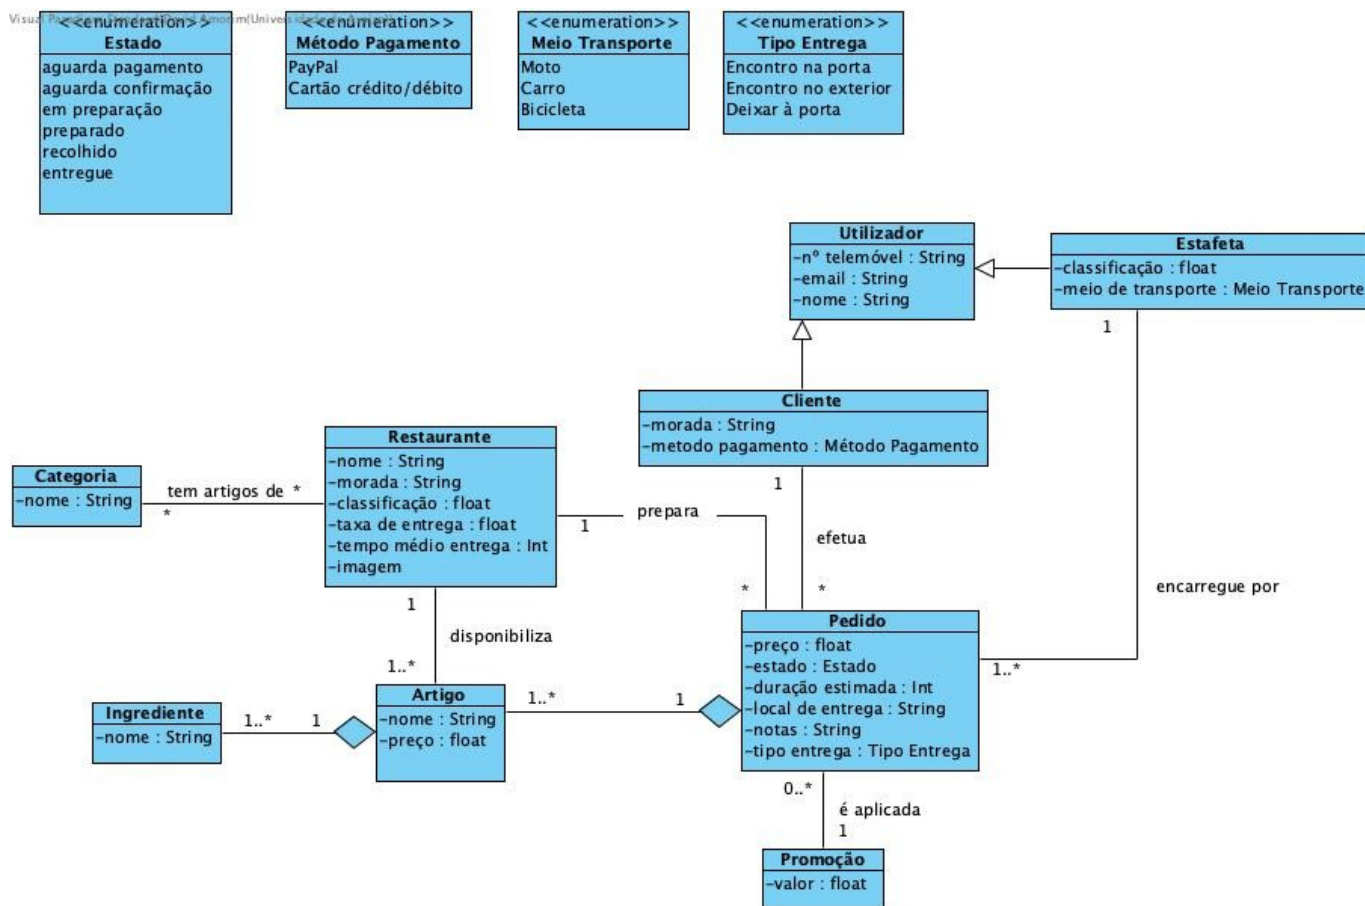 <<enumeration>>
Estado
aguarda pagamento
aguarda confirmação
em preparação
preparado
recolhido
entregue
<<enumeration>>
Método Pagamento
PayPal
Cartão crédito/débito
<<enumeration>>
Meio Transporte
Moto
Carro
Bicicleta
<<enumeration>>
Tipo Entrega
Encontro na porta
Encontro no exterior
Deixar à porta
Utilizador
-nº telemóvel : String
-email : String
-nome : String
Estafeta
-classificação : float
-meio de transporte : Meio Transporte
1
Cliente
-morada : String
-metodo pagamento : Método Pagamento
1
Restaurante
-nome : String
-morada : String
-classificação : float
-taxa de entrega : float
-tempo médio entrega : Int
-imagem
Categoria
-nome : String
tem artigos de *
*
1
prepara
*
efetua
*
encarregue por
1
disponibiliza
1..*
Pedido
-preço : float
-estado : Estado
-duração estimada : Int
-local de entrega : String
-notas : String
-tipo entrega : Tipo Entrega
1..*
Artigo
-nome : String
-preço : float
1..*
1
Ingrediente
-nome : String
1..*
1
0..*
é aplicada
1
Promoção
-valor : float